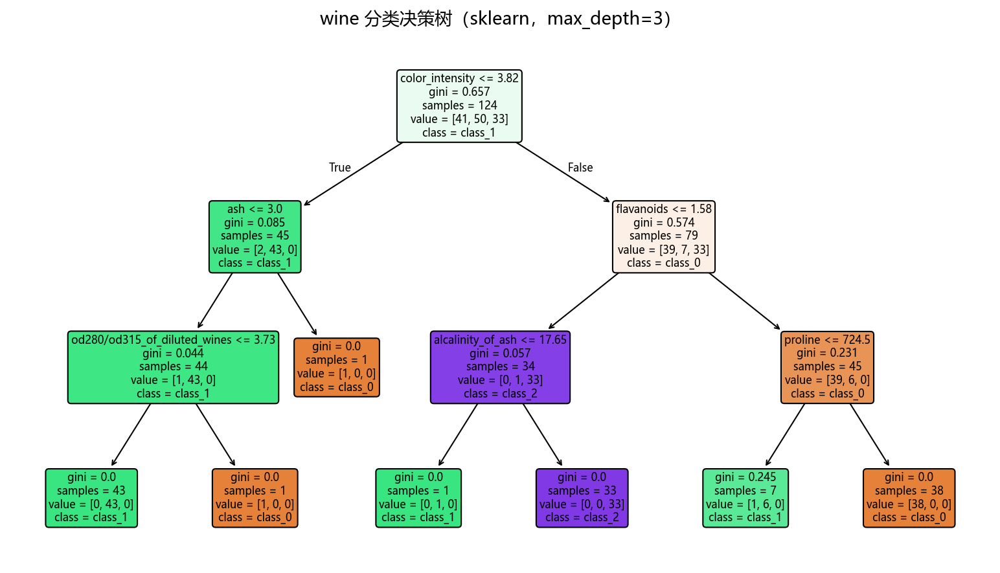 wine 分类决策树（sklearn，max_depth=3）
color_intensity <= 3.82
gini = 0.657
samples = 124
value = [41, 50, 33]
class = class_1
True
False
ash <= 3.0
gini = 0.085
samples = 45
value = [2, 43, 0]
class = class_1
flavanoids <= 1.58
gini = 0.574
samples = 79
value = [39, 7, 33]
class = class_0
od280/od315_of_diluted_wines <= 3.73
gini = 0.044
samples = 44
value = [1, 43, 0]
class = class_1
gini = 0.0
samples = 1
value = [1, 0, 0]
class = class_0
alcalinity_of_ash <= 17.65
gini = 0.057
samples = 34
value = [0, 1, 33]
class = class_2
proline <= 724.5
gini = 0.231
samples = 45
value = [39, 6, 0]
class = class_0
gini = 0.0
samples = 43
value = [0, 43, 0]
class = class_1
gini = 0.0
samples = 1
value = [1, 0, 0]
class = class_0
gini = 0.0
samples = 1
value = [0, 1, 0]
class = class_1
gini = 0.0
samples = 33
value = [0, 0, 33]
class = class_2
gini = 0.245
samples = 7
value = [1, 6, 0]
class = class_1
gini = 0.0
samples = 38
value = [38, 0, 0]
class = class_0